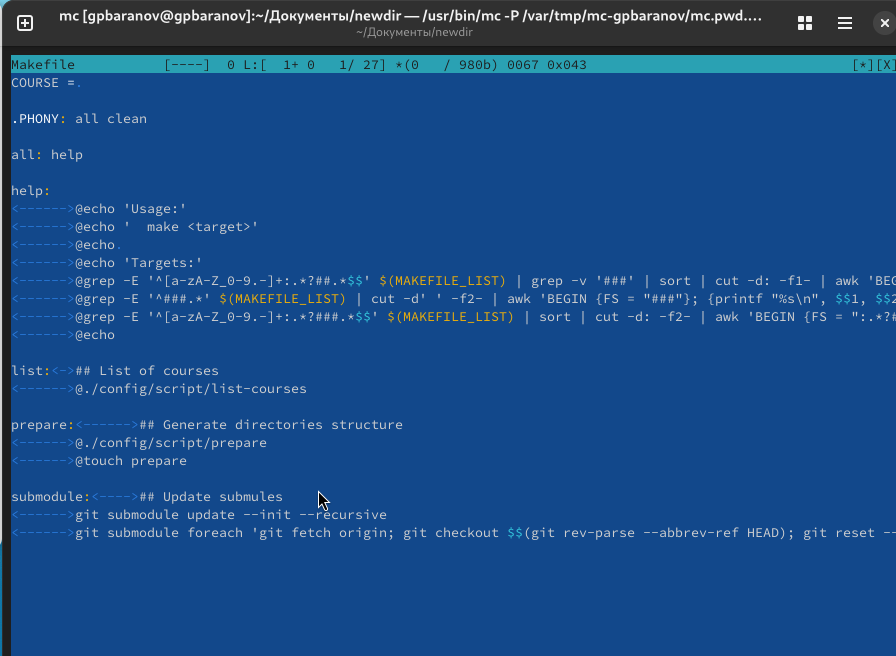 mc [gpbaranov@gpbaranov]:~/Документы/newdir — /usr/bin/mc -P /var/tmp/mc-gpbaranov/mc.pwd....
~/Документы/newdir
Makefile [----] 0 L:[ 1+ 0 1/ 27] *(0 / 980b) 0067 0x043 [*][X]
COURSE =.
.PHONY: all clean
all: help
help:
<------>@echo 'Usage:'
<------>@echo '  make <target>'
<------>@echo.
<------>@echo 'Targets:'
<------>@grep -E '^[a-zA-Z_0-9.-]+:.*?##.*$$' $(MAKEFILE_LIST) | grep -v '###' | sort | cut -d: -f1- | awk 'BEG
<------>@grep -E '^###.*' $(MAKEFILE_LIST) | cut -d' ' -f2- | awk 'BEGIN {FS = "###"}; {printf "%s\n", $$1, $$2
<------>@grep -E '^[a-zA-Z_0-9.-]+:.*?###.*$$' $(MAKEFILE_LIST) | sort | cut -d: -f2- | awk 'BEGIN {FS = ":.*?#
<------>@echo
list:<->## List of courses
<------>@./config/script/list-courses
prepare:<------>## Generate directories structure
<------>@./config/script/prepare
<------>@touch prepare
submodule:<---->## Update submules
<------>git submodule update --init --recursive
<------>git submodule foreach 'git fetch origin; git checkout $$(git rev-parse --abbrev-ref HEAD); git reset --